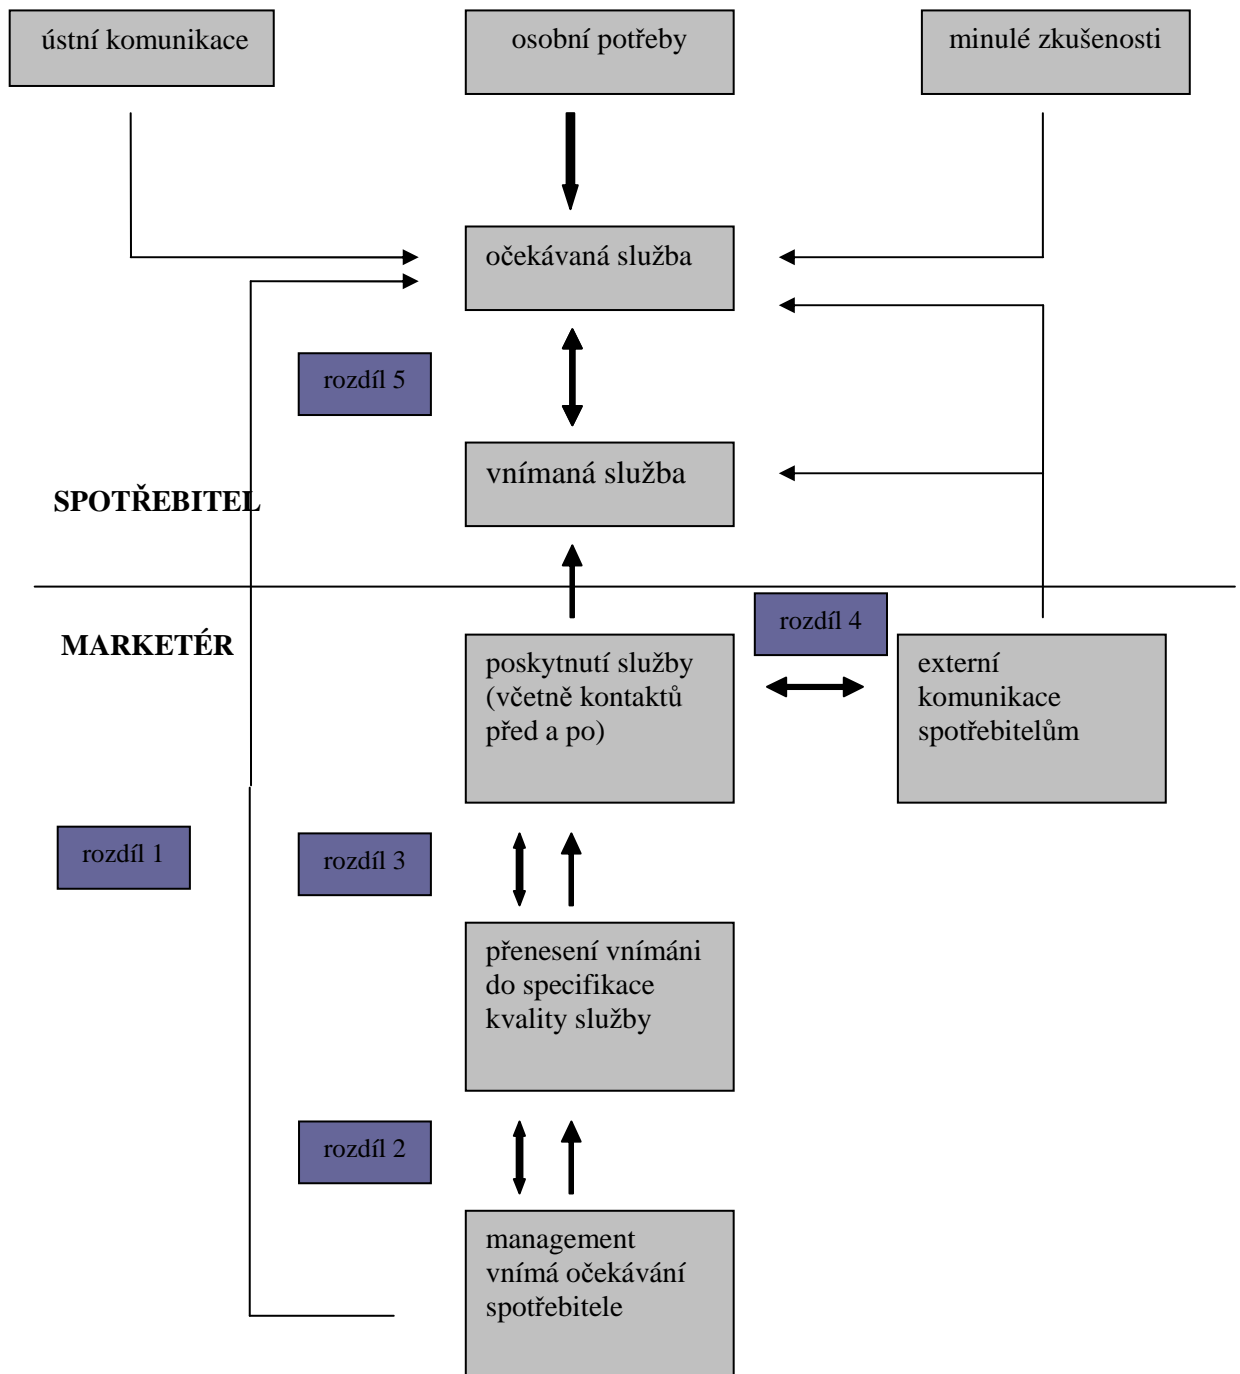 ústní komunikace
osobní potřeby
minulé zkušenosti
očekávaná služba
rozdíl 5
vnímaná služba
SPOTŘEBITEL
MARKETÉR
rozdíl 4
poskytnutí služby
(včetně kontaktů
před a po)
externí
komunikace
spotřebitelům
rozdíl 1
rozdíl 3
přenesení vnímáni
do specifikace
kvality služby
rozdíl 2
management
vnímá očekávání
spotřebitele